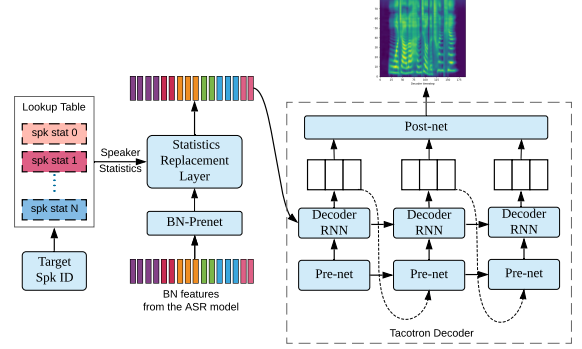 Lookup Table
spk stat 0
spk stat 1
spk stat N
Target
Spk ID
Speaker
Statistics
Statistics
Replacement
Layer
BN-Prenet
BN features
from the ASR model
Post-net
Decoder
RNN
Decoder
RNN
Decoder
RNN
Pre-net
Pre-net
Pre-net
Tacotron Decoder